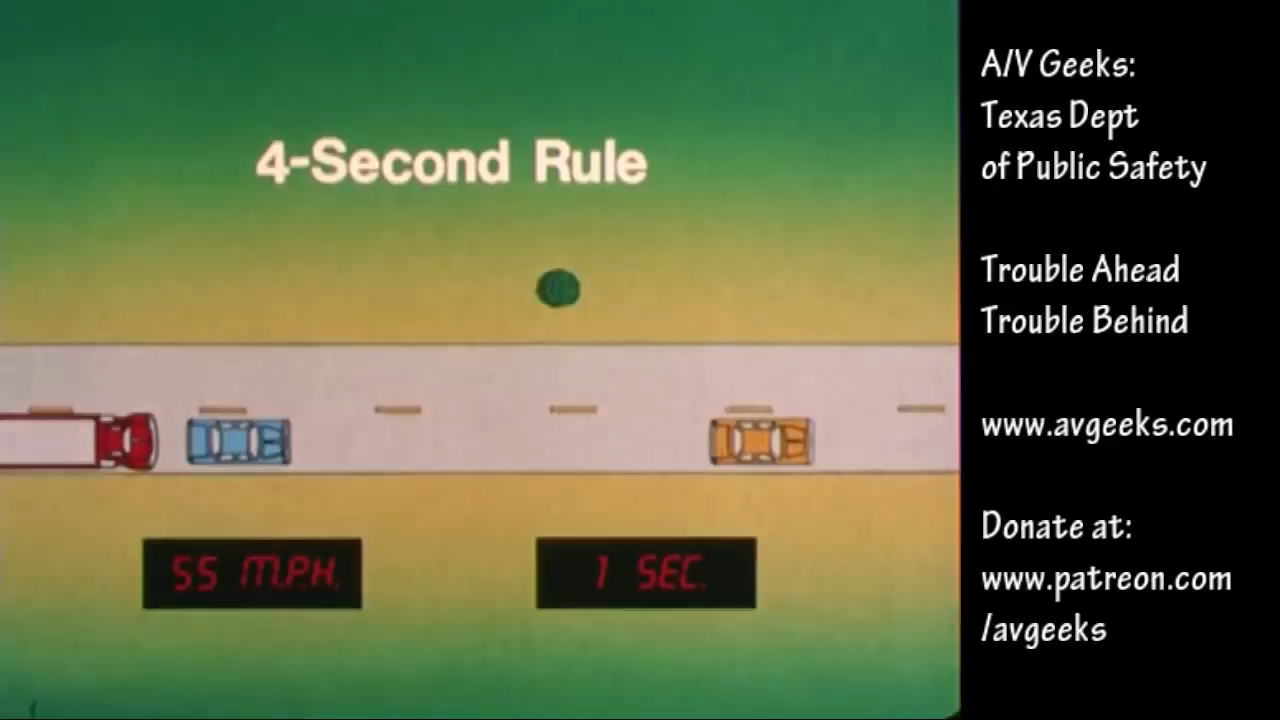 4-Second Rule
55 M.P.H.
1 SEC.
A/V Geeks:
Texas Dept
of Public Safety
Trouble Ahead
Trouble Behind
www.avgeeks.com
Donate at:
www.patreon.com
/avgeeks